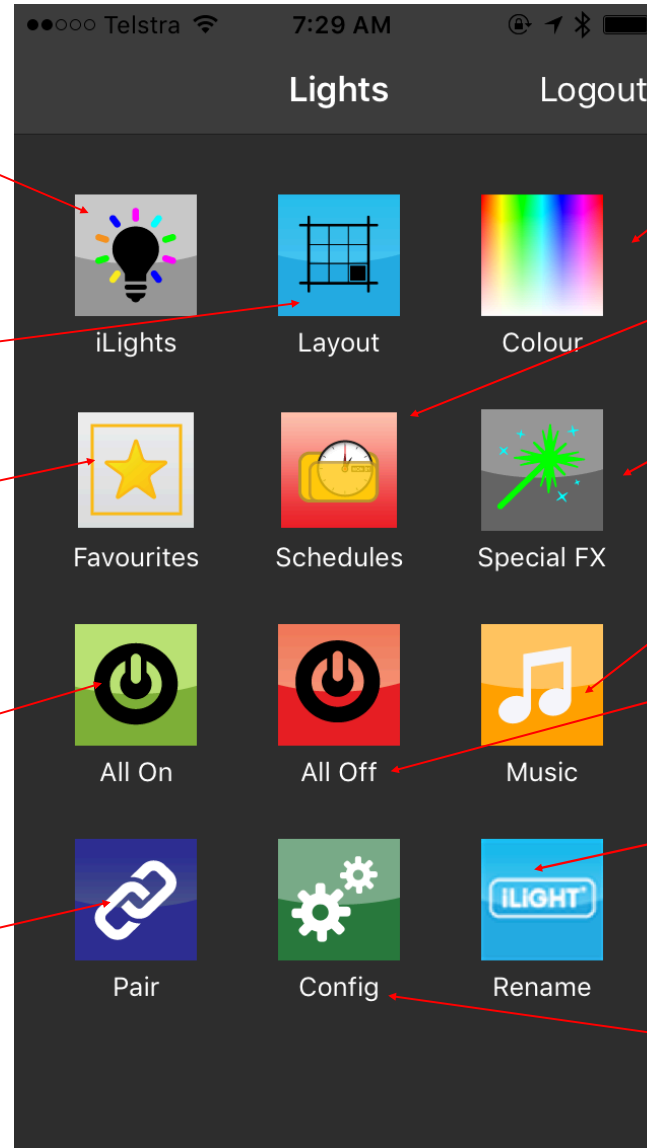 Telstra 7:29 AM
Lights Logout
iLights Layout Colour
Favourites Schedules Special FX
All On All Off Music
ILIGHT
Pair Config Rename